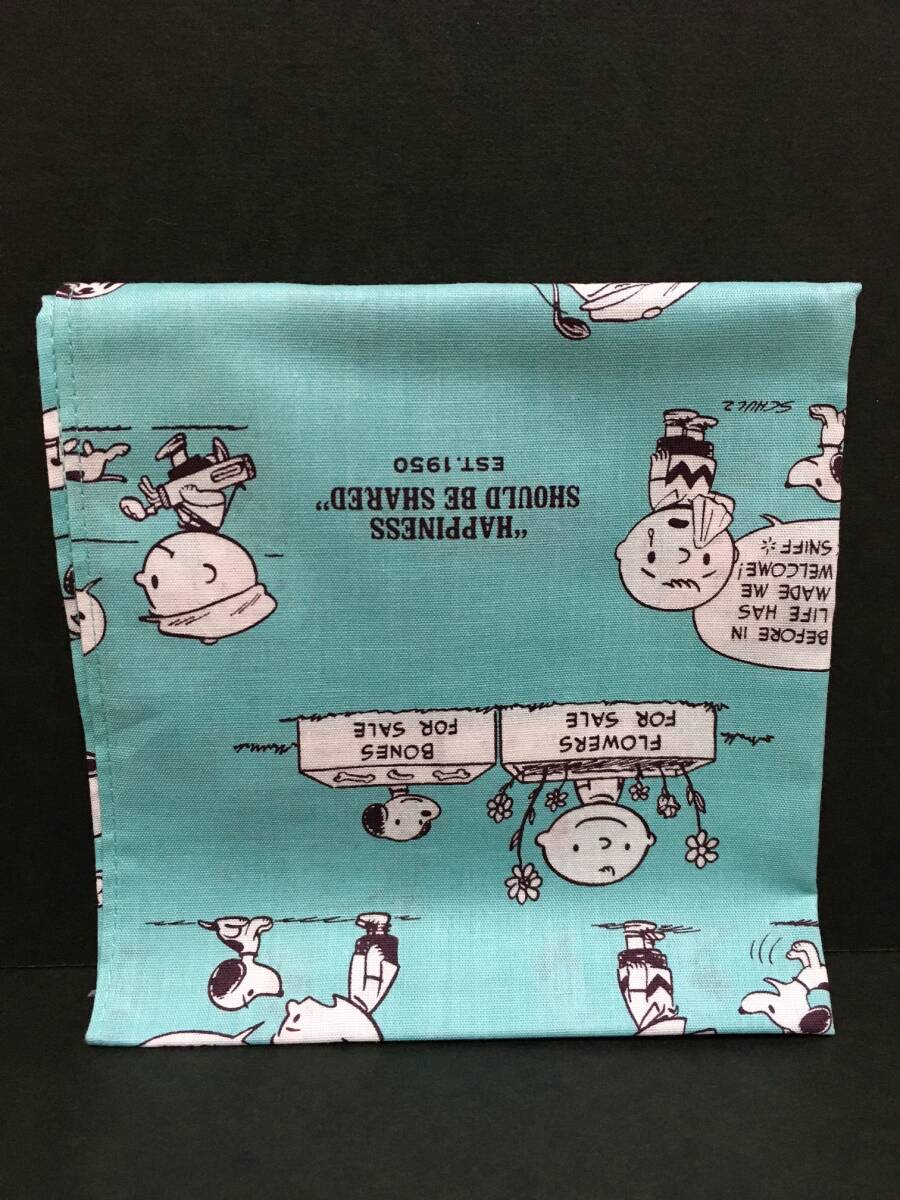 FLOWERS
FOR SALE
BONES
FOR SALE
BEFORE IN
LIFE HAS
MADE ME
WELCOME!
SNIFF *
"HAPPINESS
SHOULD BE SHARED"
EST.1950
SCHULZ